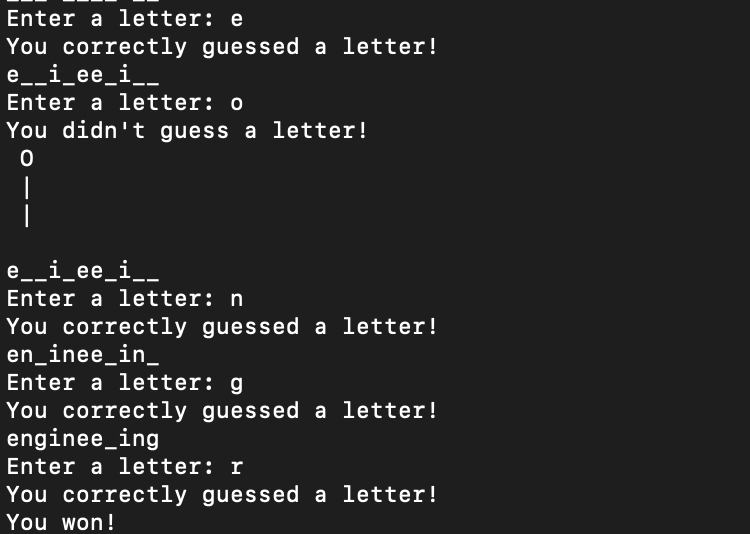 Enter a letter: e
You correctly guessed a letter!
e__i_ee_i__
Enter a letter: o
You didn't guess a letter!
 O
 |
 |

e__i_ee_i__
Enter a letter: n
You correctly guessed a letter!
en_inee_in_
Enter a letter: g
You correctly guessed a letter!
enginee_ing
Enter a letter: r
You correctly guessed a letter!
You won!